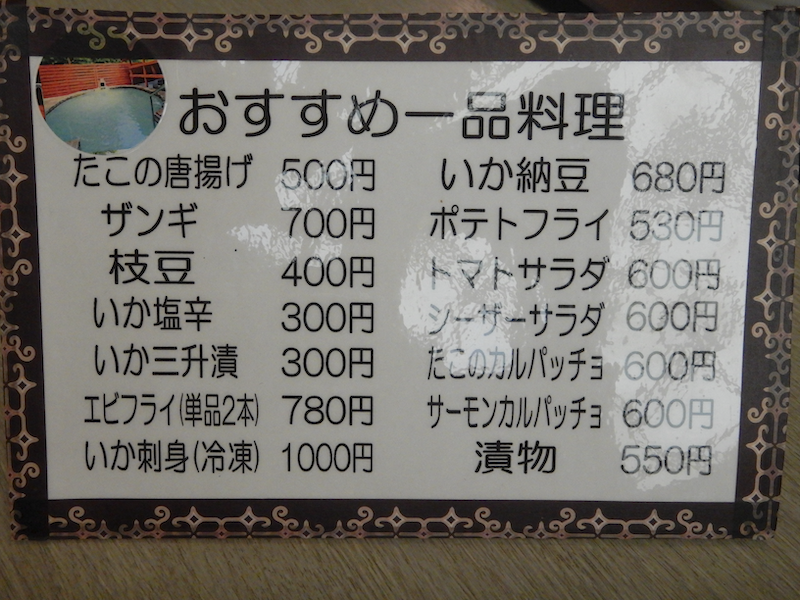 おすすめ一品料理
たこの唐揚げ 500円
ザンギ 700円
枝豆 400円
いか塩辛 300円
いか三升漬 300円
エビフライ(単品2本) 780円
いか刺身(冷凍) 1000円
いか納豆 680円
ポテトフライ 530円
トマトサラダ 600円
シーザーサラダ 600円
たこのカルパッチョ 600円
サーモンカルパッチョ 600円
漬物 550円